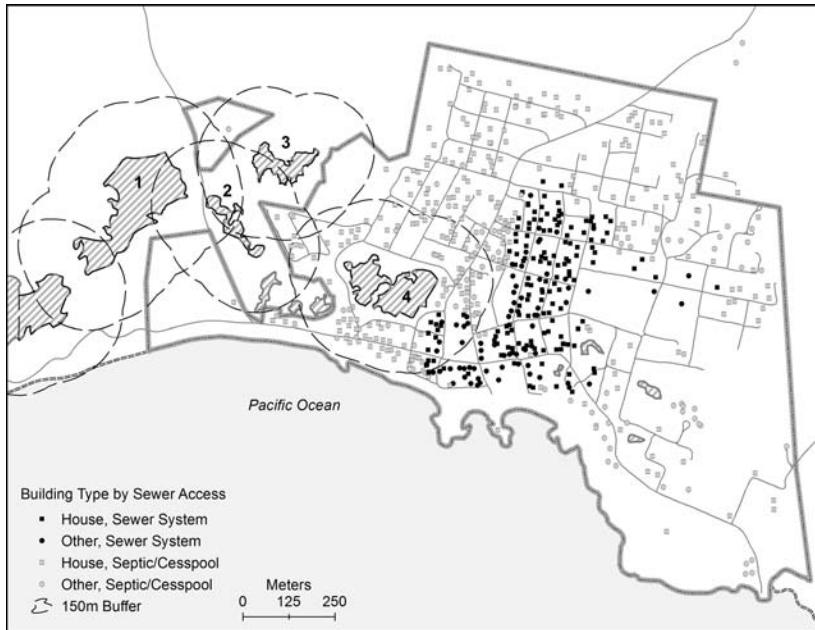 3
1
2
4
Pacific Ocean
Building Type by Sewer Access
House, Sewer System
Other, Sewer System
House, Septic/Cesspool
Other, Septic/Cesspool
150m Buffer
Meters
0 125 250